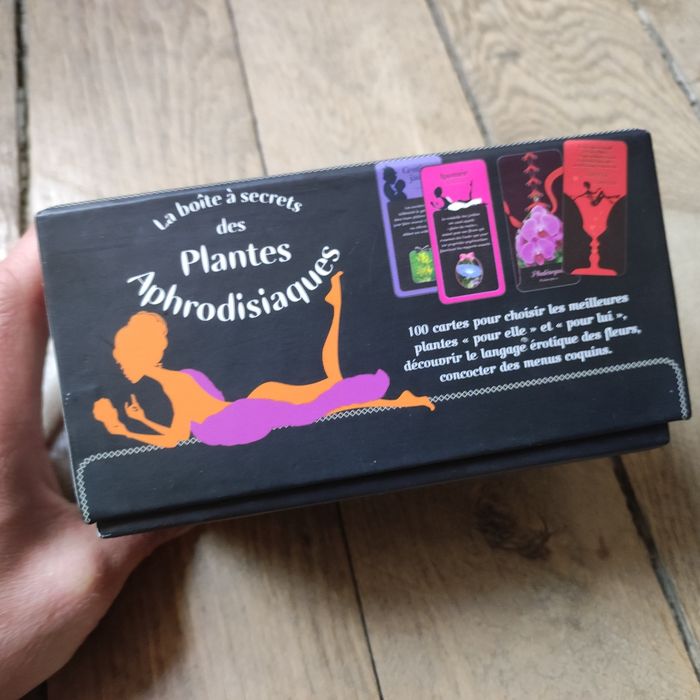 La boîte à secrets
des
Plantes
Aphrodisiaques
100 cartes pour choisir les meilleures
plantes « pour elle » et « pour lui »,
découvrir le langage érotique des fleurs,
concocter des menus coquins.